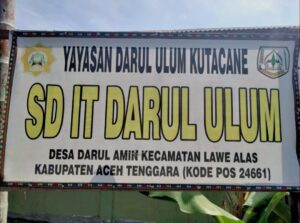 YAYASAN DARUL ULUM KUTACANE
SD IT DARUL ULUM
DESA DARUL AMIN KECAMATAN LAWE ALAS
KABUPATEN ACEH TENGGARA (KODE POS 24661)